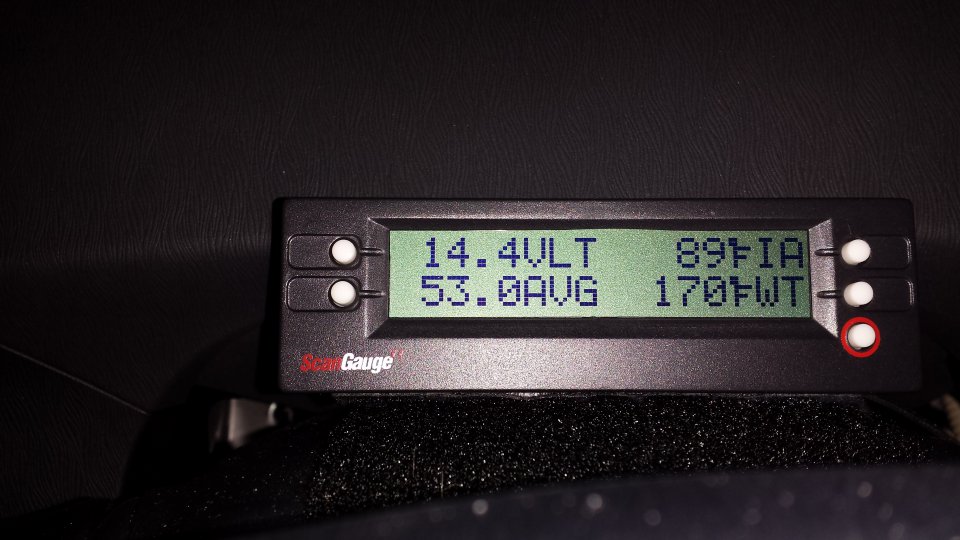 14.4VLT 89°FIA
53.0AVG 170°FWT
ScanGauge